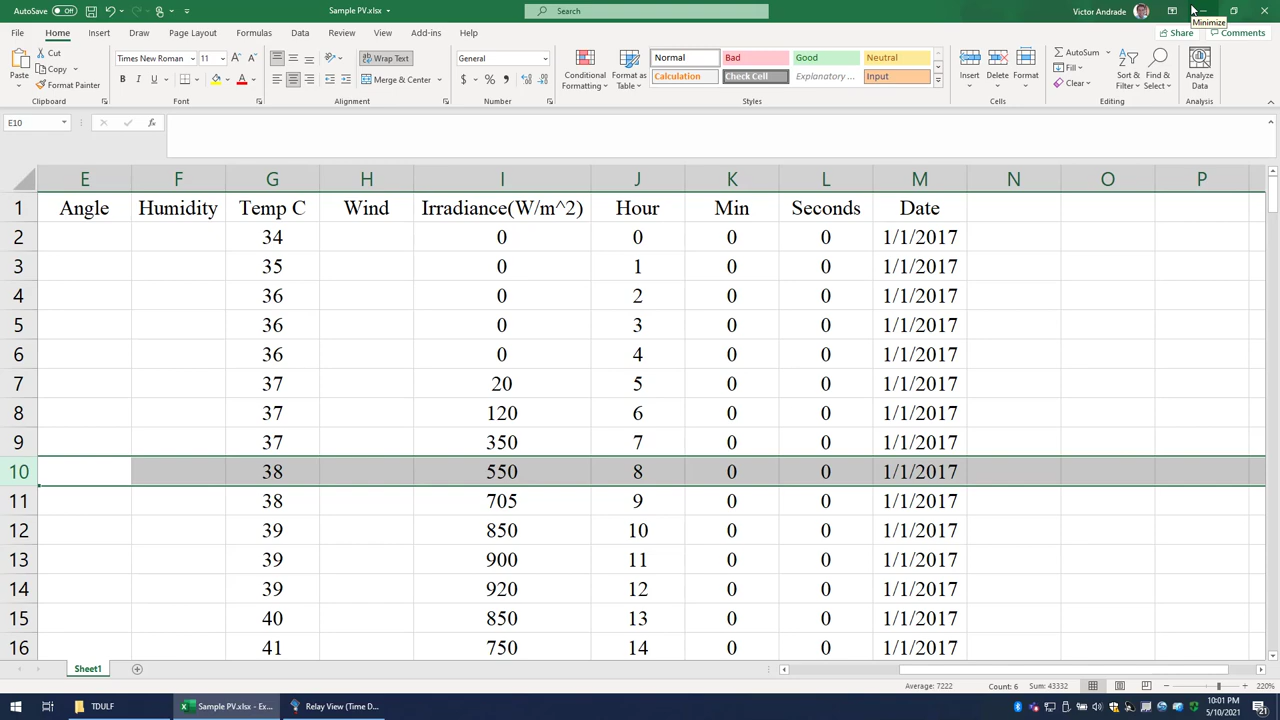 AutoSave Off Sample PV.xlsx Search Victor Andrade
Minimize
File Home Insert Draw Page Layout Formulas Data Review View Add-ins Help Share Comments
Paste Cut Copy Format Painter
Clipboard
Times New Roman 11
B I U
Font
Wrap Text
Merge & Center
Alignment
General
$ % 9
Number
Conditional Formatting
Format as Table
Normal Bad Good Neutral
Calculation Check Cell Explanatory ... Input
Styles
Insert Delete Format
Cells
AutoSum
Fill
Clear
Sort & Filter
Find & Select
Editing
Analyze Data
Analysis
E10 fx
E F G H I J K L M N O P
1 Angle Humidity Temp C Wind Irradiance(W/m^2) Hour Min Seconds Date
2 34 0 0 0 0 1/1/2017
3 35 0 1 0 0 1/1/2017
4 36 0 2 0 0 1/1/2017
5 36 0 3 0 0 1/1/2017
6 36 0 4 0 0 1/1/2017
7 37 20 5 0 0 1/1/2017
8 37 120 6 0 0 1/1/2017
9 37 350 7 0 0 1/1/2017
10 38 550 8 0 0 1/1/2017
11 38 705 9 0 0 1/1/2017
12 39 850 10 0 0 1/1/2017
13 39 900 11 0 0 1/1/2017
14 39 920 12 0 0 1/1/2017
15 40 850 13 0 0 1/1/2017
16 41 750 14 0 0 1/1/2017
Sheet1
Average: 7222 Count: 6 Sum: 43332 220%
TDULF Sample PV.xlsx - Ex... Relay View (Time D... 10:01 PM
5/10/2021